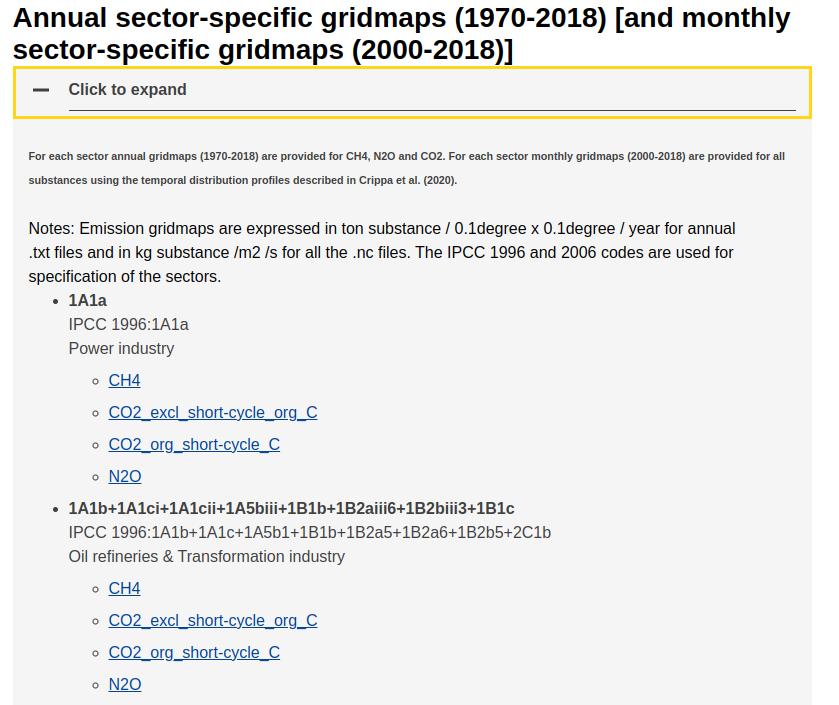 Annual sector-specific gridmaps (1970-2018) [and monthly
sector-specific gridmaps (2000-2018)]
Click to expand
For each sector annual gridmaps (1970-2018) are provided for CH4, N2O and CO2. For each sector monthly gridmaps (2000-2018) are provided for all
substances using the temporal distribution profiles described in Crippa et al. (2020).
Notes: Emission gridmaps are expressed in ton substance / 0.1degree x 0.1degree / year for annual
.txt files and in kg substance /m2 /s for all the .nc files. The IPCC 1996 and 2006 codes are used for
specification of the sectors.
1A1a
IPCC 1996:1A1a
Power industry
CH4
CO2_excl_short-cycle_org_C
CO2_org_short-cycle_C
N2O
1A1b+1A1ci+1A1cii+1A5biii+1B1b+1B2aiii6+1B2biii3+1B1c
IPCC 1996:1A1b+1A1c+1A5b1+1B1b+1B2a5+1B2a6+1B2b5+2C1b
Oil refineries & Transformation industry
CH4
CO2_excl_short-cycle_org_C
CO2_org_short-cycle_C
N2O